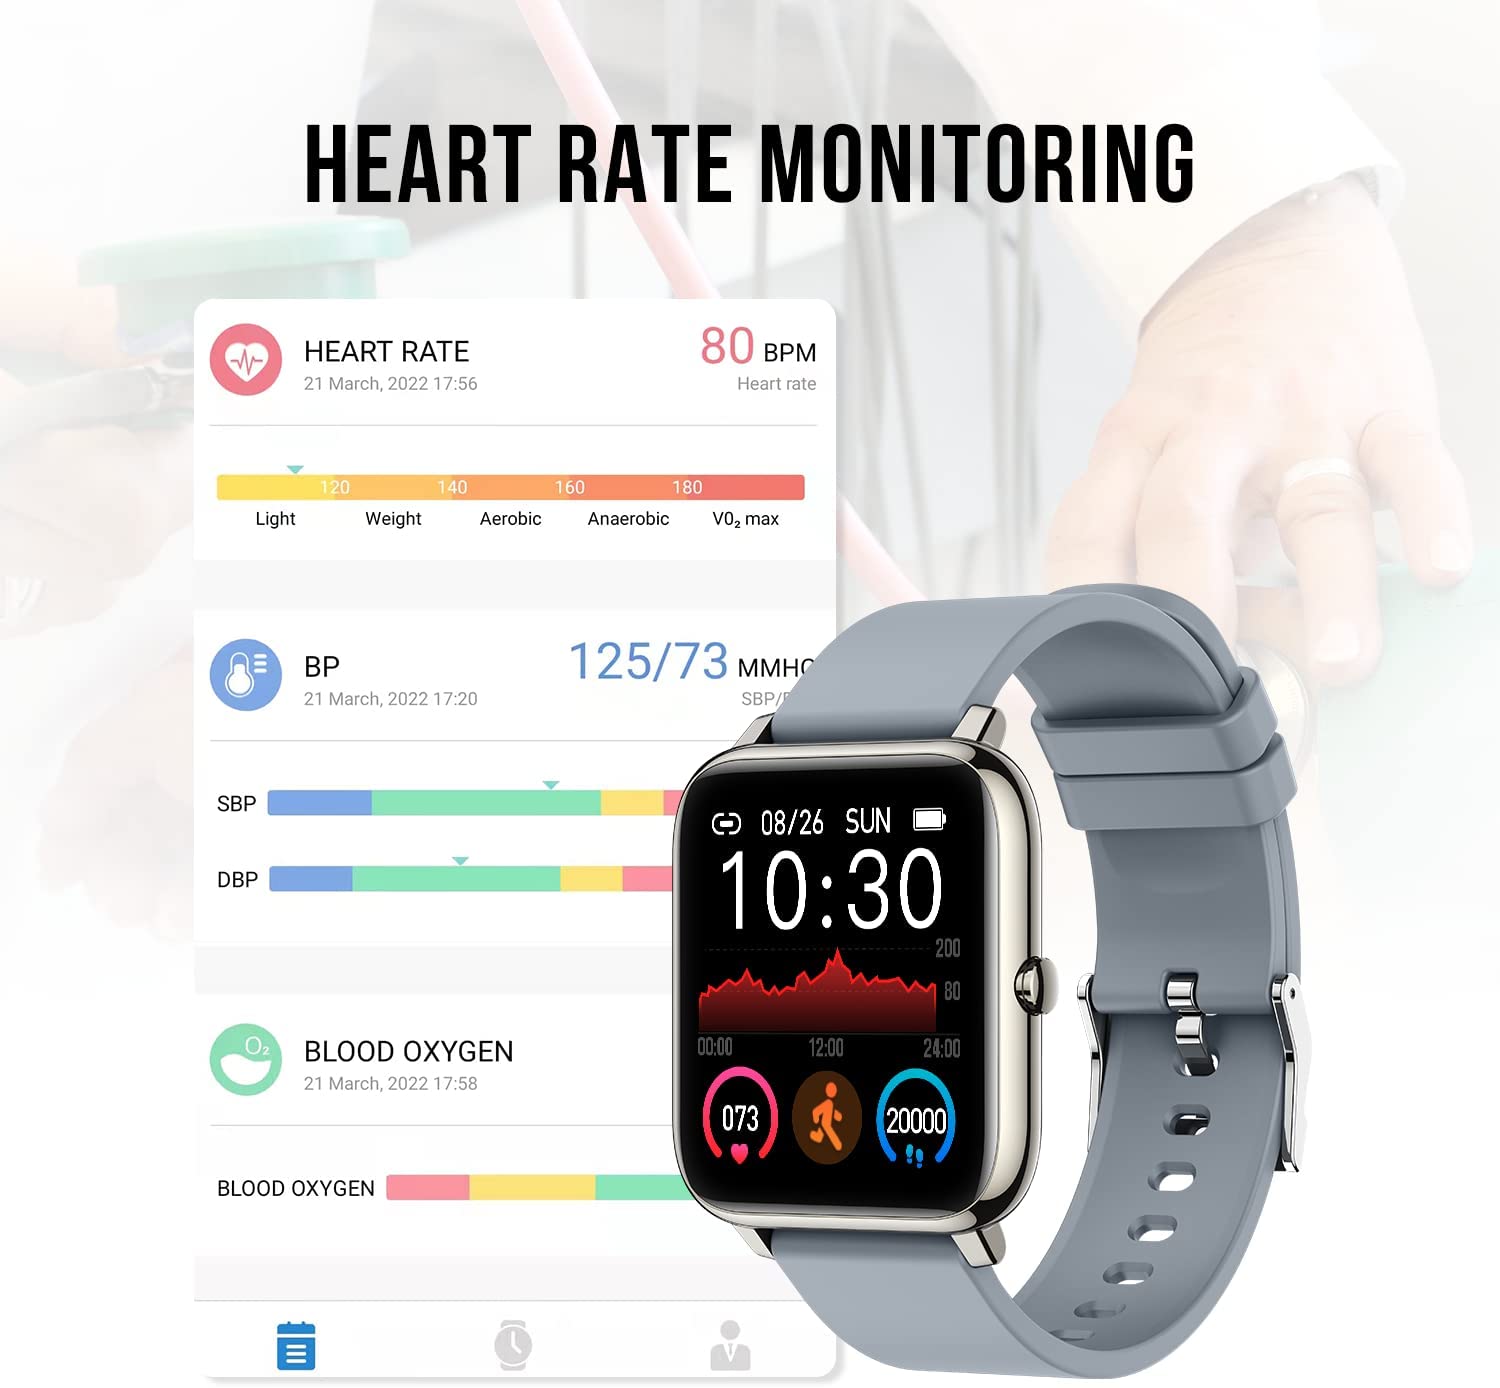 HEART RATE MONITORING
HEART RATE
80 BPM
21 March, 2022 17:56
Heart rate
120 140 160 180
Light Weight Aerobic Anaerobic V0₂ max
BP
125/73
21 March, 2022 17:20
SBP
DBP
O₂
BLOOD OXYGEN
21 March, 2022 17:58
BLOOD OXYGEN
08/26 SUN
10:30
200
80
00:00 12:00 24:00
073
20000